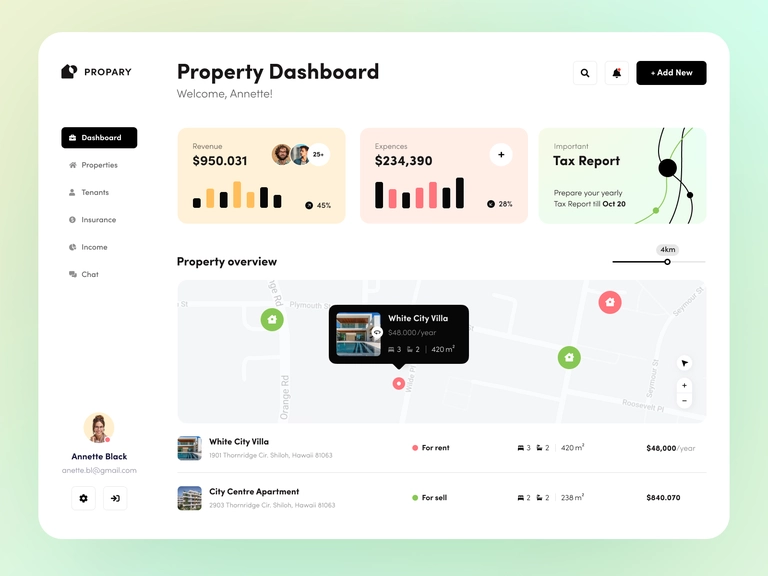 PROPARY
Property Dashboard
Welcome, Annette!
+ Add New
Dashboard
Properties
Tenants
Insurance
Income
Chat
Revenue
$950.031
25+
45%
Expences
$234,390
+
28%
Important
Tax Report
Prepare your yearly
Tax Report till Oct 20
Property overview
4km
Plymouth
Orange Rd
Seymour St
Seymour St
Roosevelt Pl
White City Villa
$48.000/year
3 2 | 420 m²
+
−
White City Villa
1901 Thornridge Cir. Shiloh, Hawaii 81063
For rent
3 2 | 420 m²
$48,000/year
City Centre Apartment
2903 Thornridge Cir. Shiloh, Hawaii 81063
For sell
2 2 | 238 m²
$840.070
Annette Black
anette.bl@gmail.com